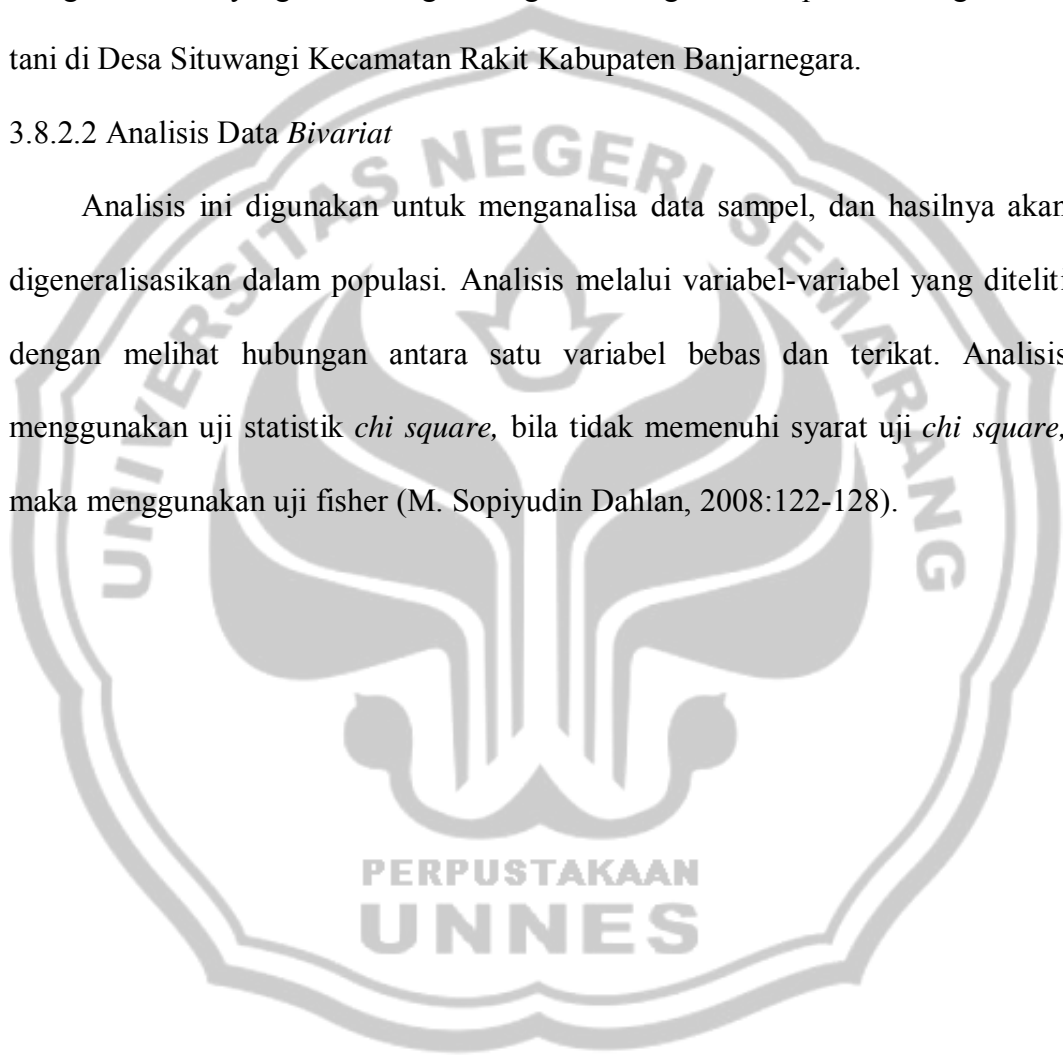 tani di Desa Situwangi Kecamatan Rakit Kabupaten Banjarnegara.
3.8.2.2 Analisis Data Bivariat
Analisis ini digunakan untuk menganalisa data sampel, dan hasilnya akan
digeneralisasikan dalam populasi. Analisis melalui variabel-variabel yang diteliti
dengan melihat hubungan antara satu variabel bebas dan terikat. Analisis
menggunakan uji statistik chi square, bila tidak memenuhi syarat uji chi square,
maka menggunakan uji fisher (M. Sopiyudin Dahlan, 2008:122-128).
UNIVERSITAS NEGERI SEMARANG
PERPUSTAKAAN
UNNES